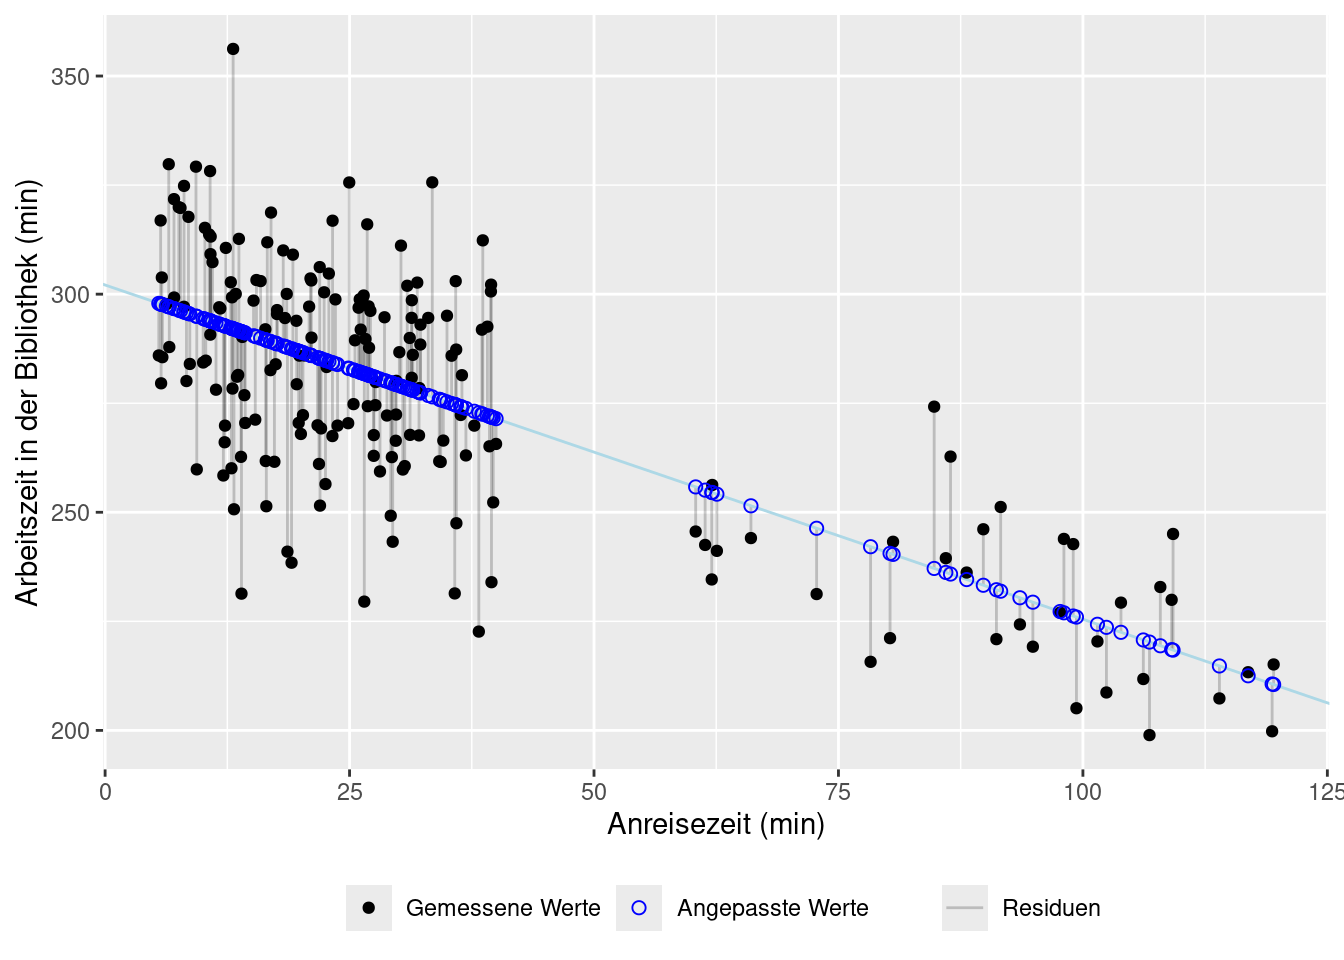 Arbeitszeit in der Bibliothek (min)
350
300
250
200
0 25 50 75 100 125
Anreisezeit (min)
Gemessene Werte Angepasste Werte Residuen